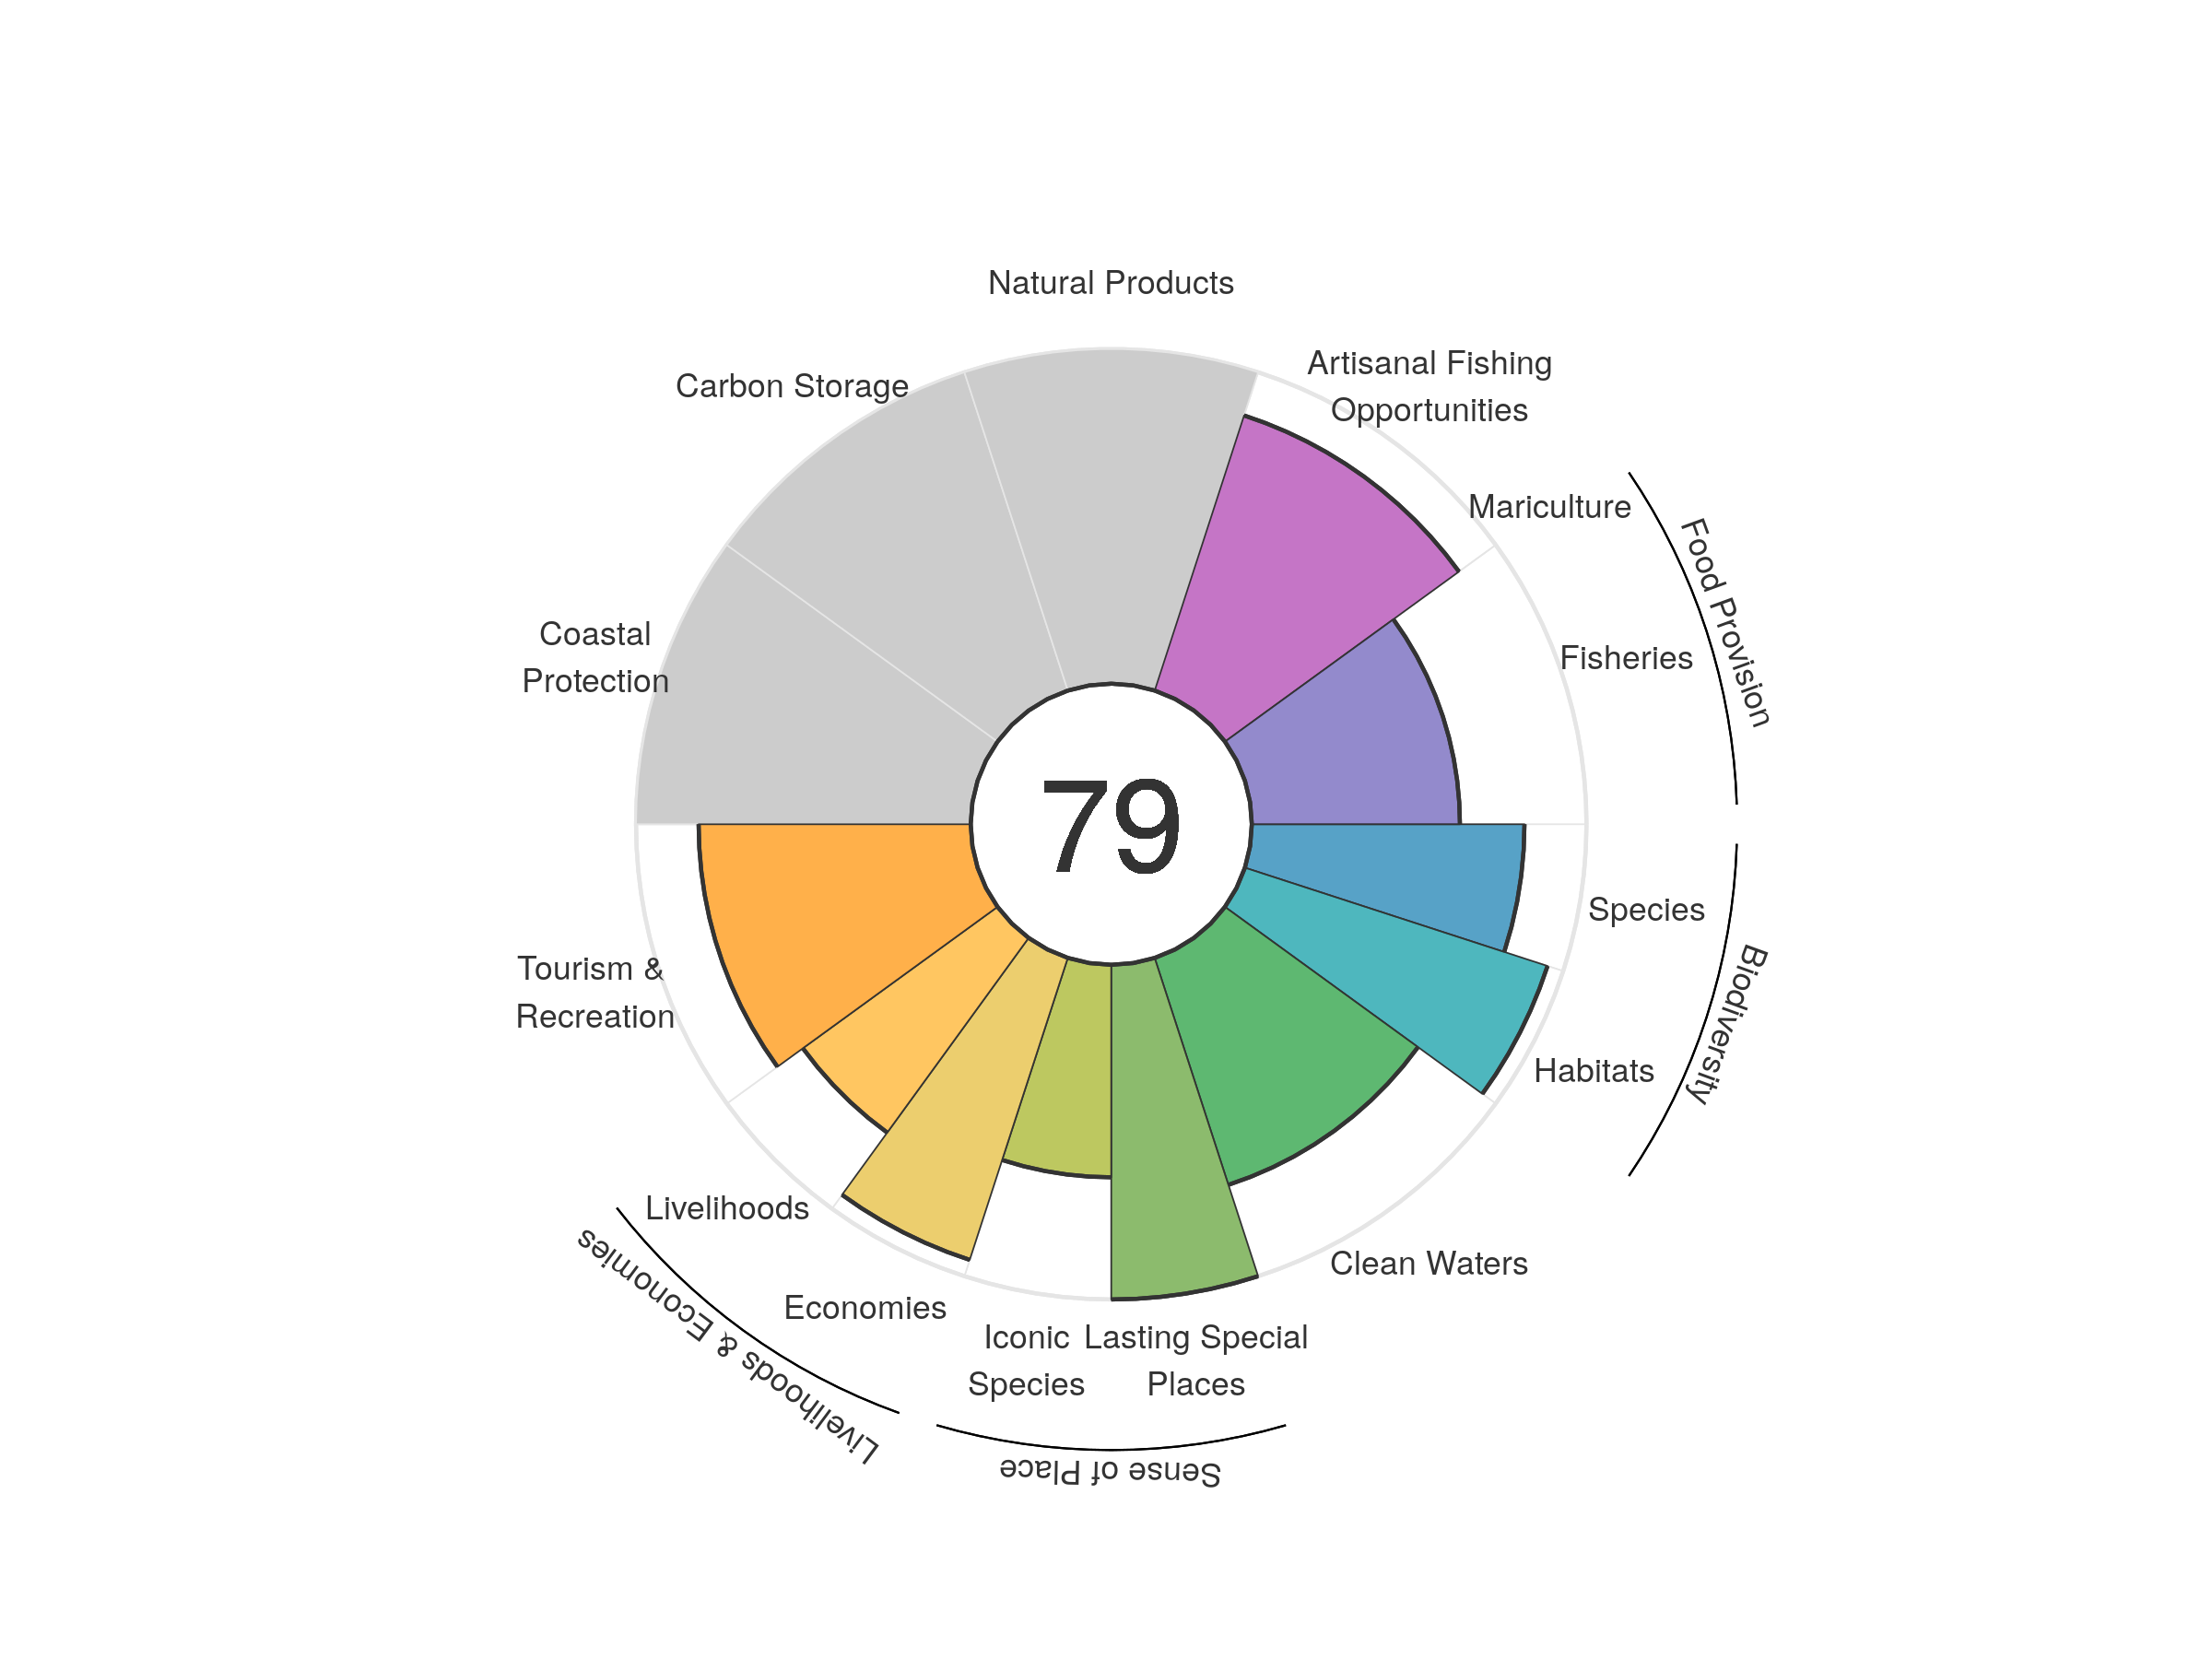 Natural Products
Artisanal Fishing
Opportunities
Carbon Storage
Mariculture
Food Provision
Coastal
Protection
Fisheries
79
Species
Biodiversity
Tourism &
Recreation
Habitats
Livelihoods
Livelihoods & Economies
Clean Waters
Economies
Iconic
Species
Lasting Special
Places
Sense of Place